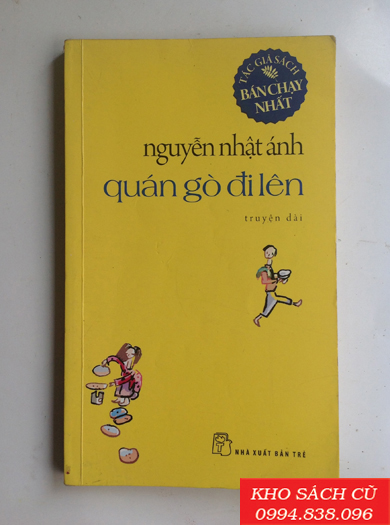 TÁC GIẢ SÁCH
BÁN CHẠY
NHẤT
nguyễn nhật ánh
quán gò đi lên
truyện dài
NHÀ XUẤT BẢN TRẺ
KHO SÁCH CŨ
0994.838.096